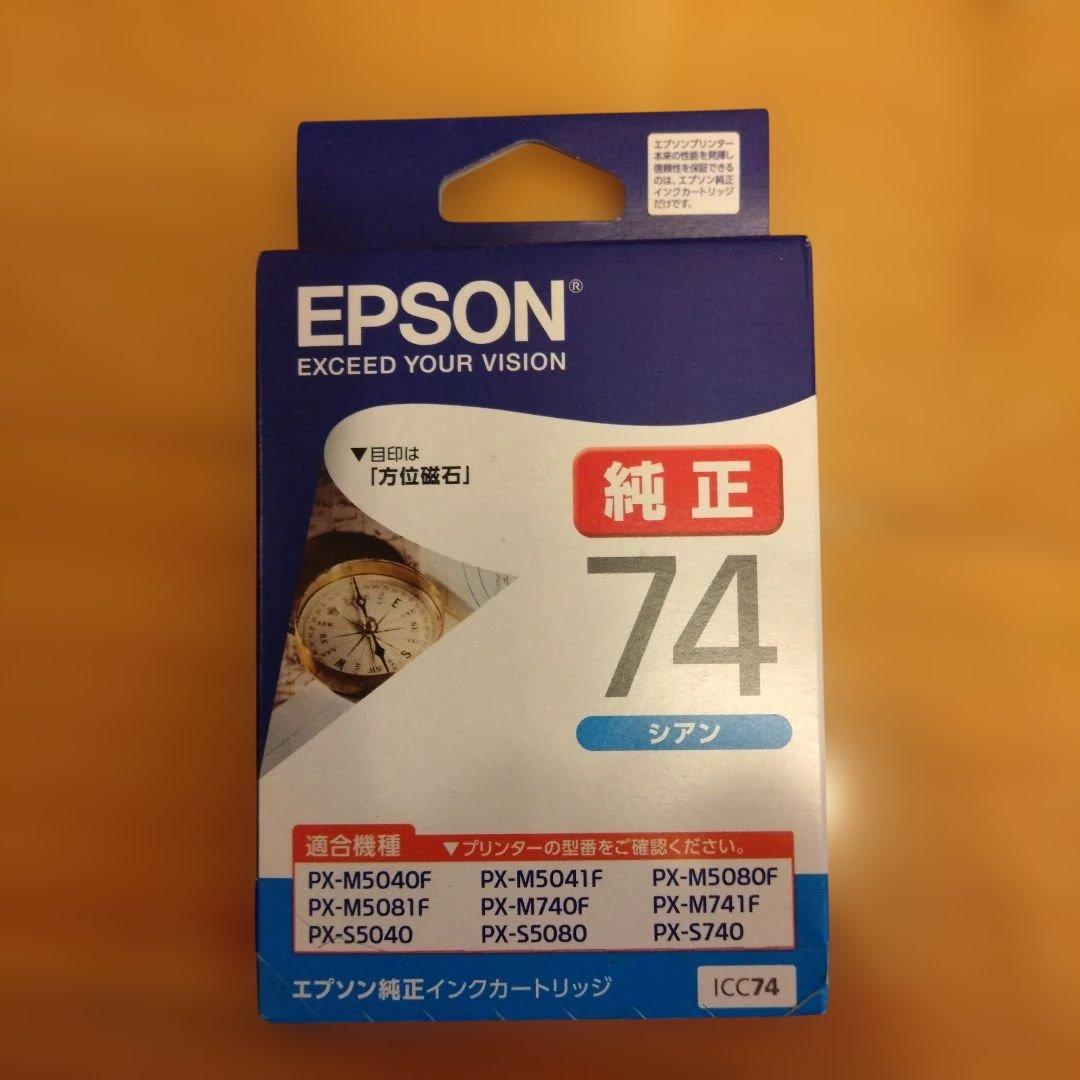 エプソンプリンター
本来の性能を発揮し
信頼性を保証できる
のは、エプソン純正
インクカートリッジ
だけです。
EPSON®
EXCEED YOUR VISION
▼目印は
「方位磁石」
純正
74
シアン
適合機種 ▼プリンターの型番をご確認ください。
PX-M5040F PX-M5041F PX-M5080F
PX-M5081F PX-M740F PX-M741F
PX-S5040 PX-S5080 PX-S740
エプソン純正インクカートリッジ ICC74
E
SE
S
SW
W